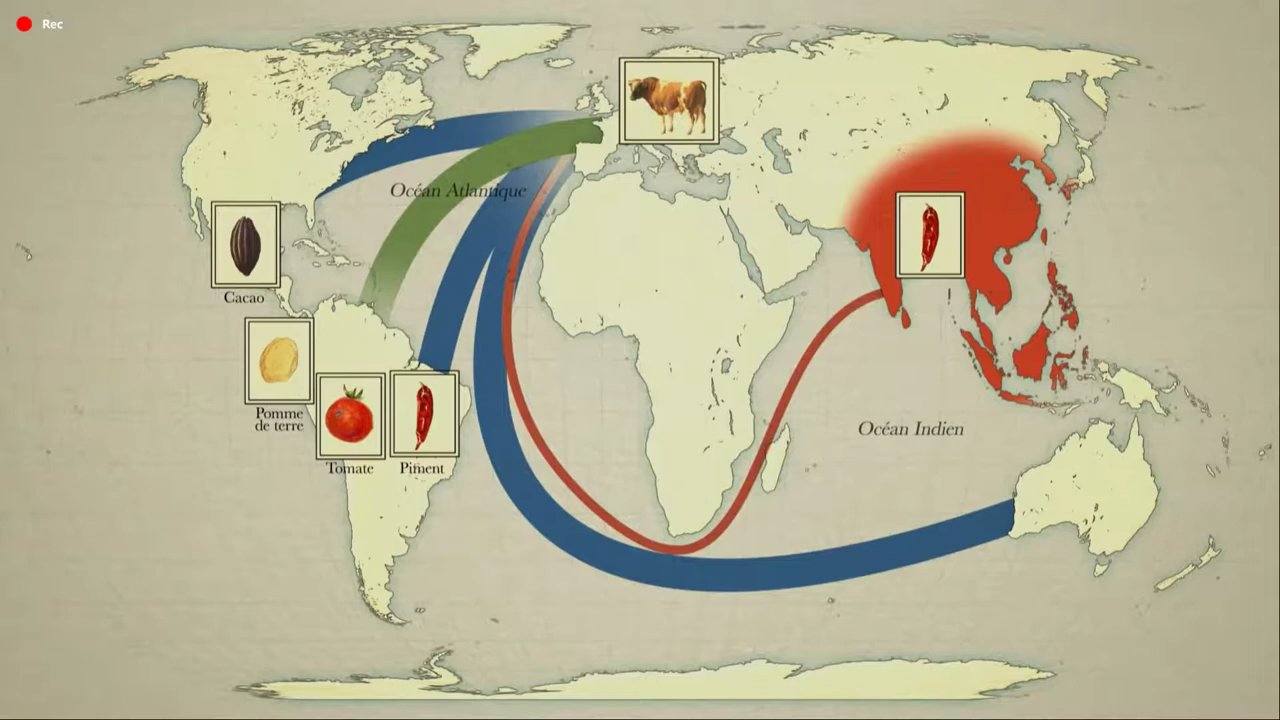 Rec
Océan Atlantique
Cacao
Pomme
de terre
Tomate
Piment
Océan Indien